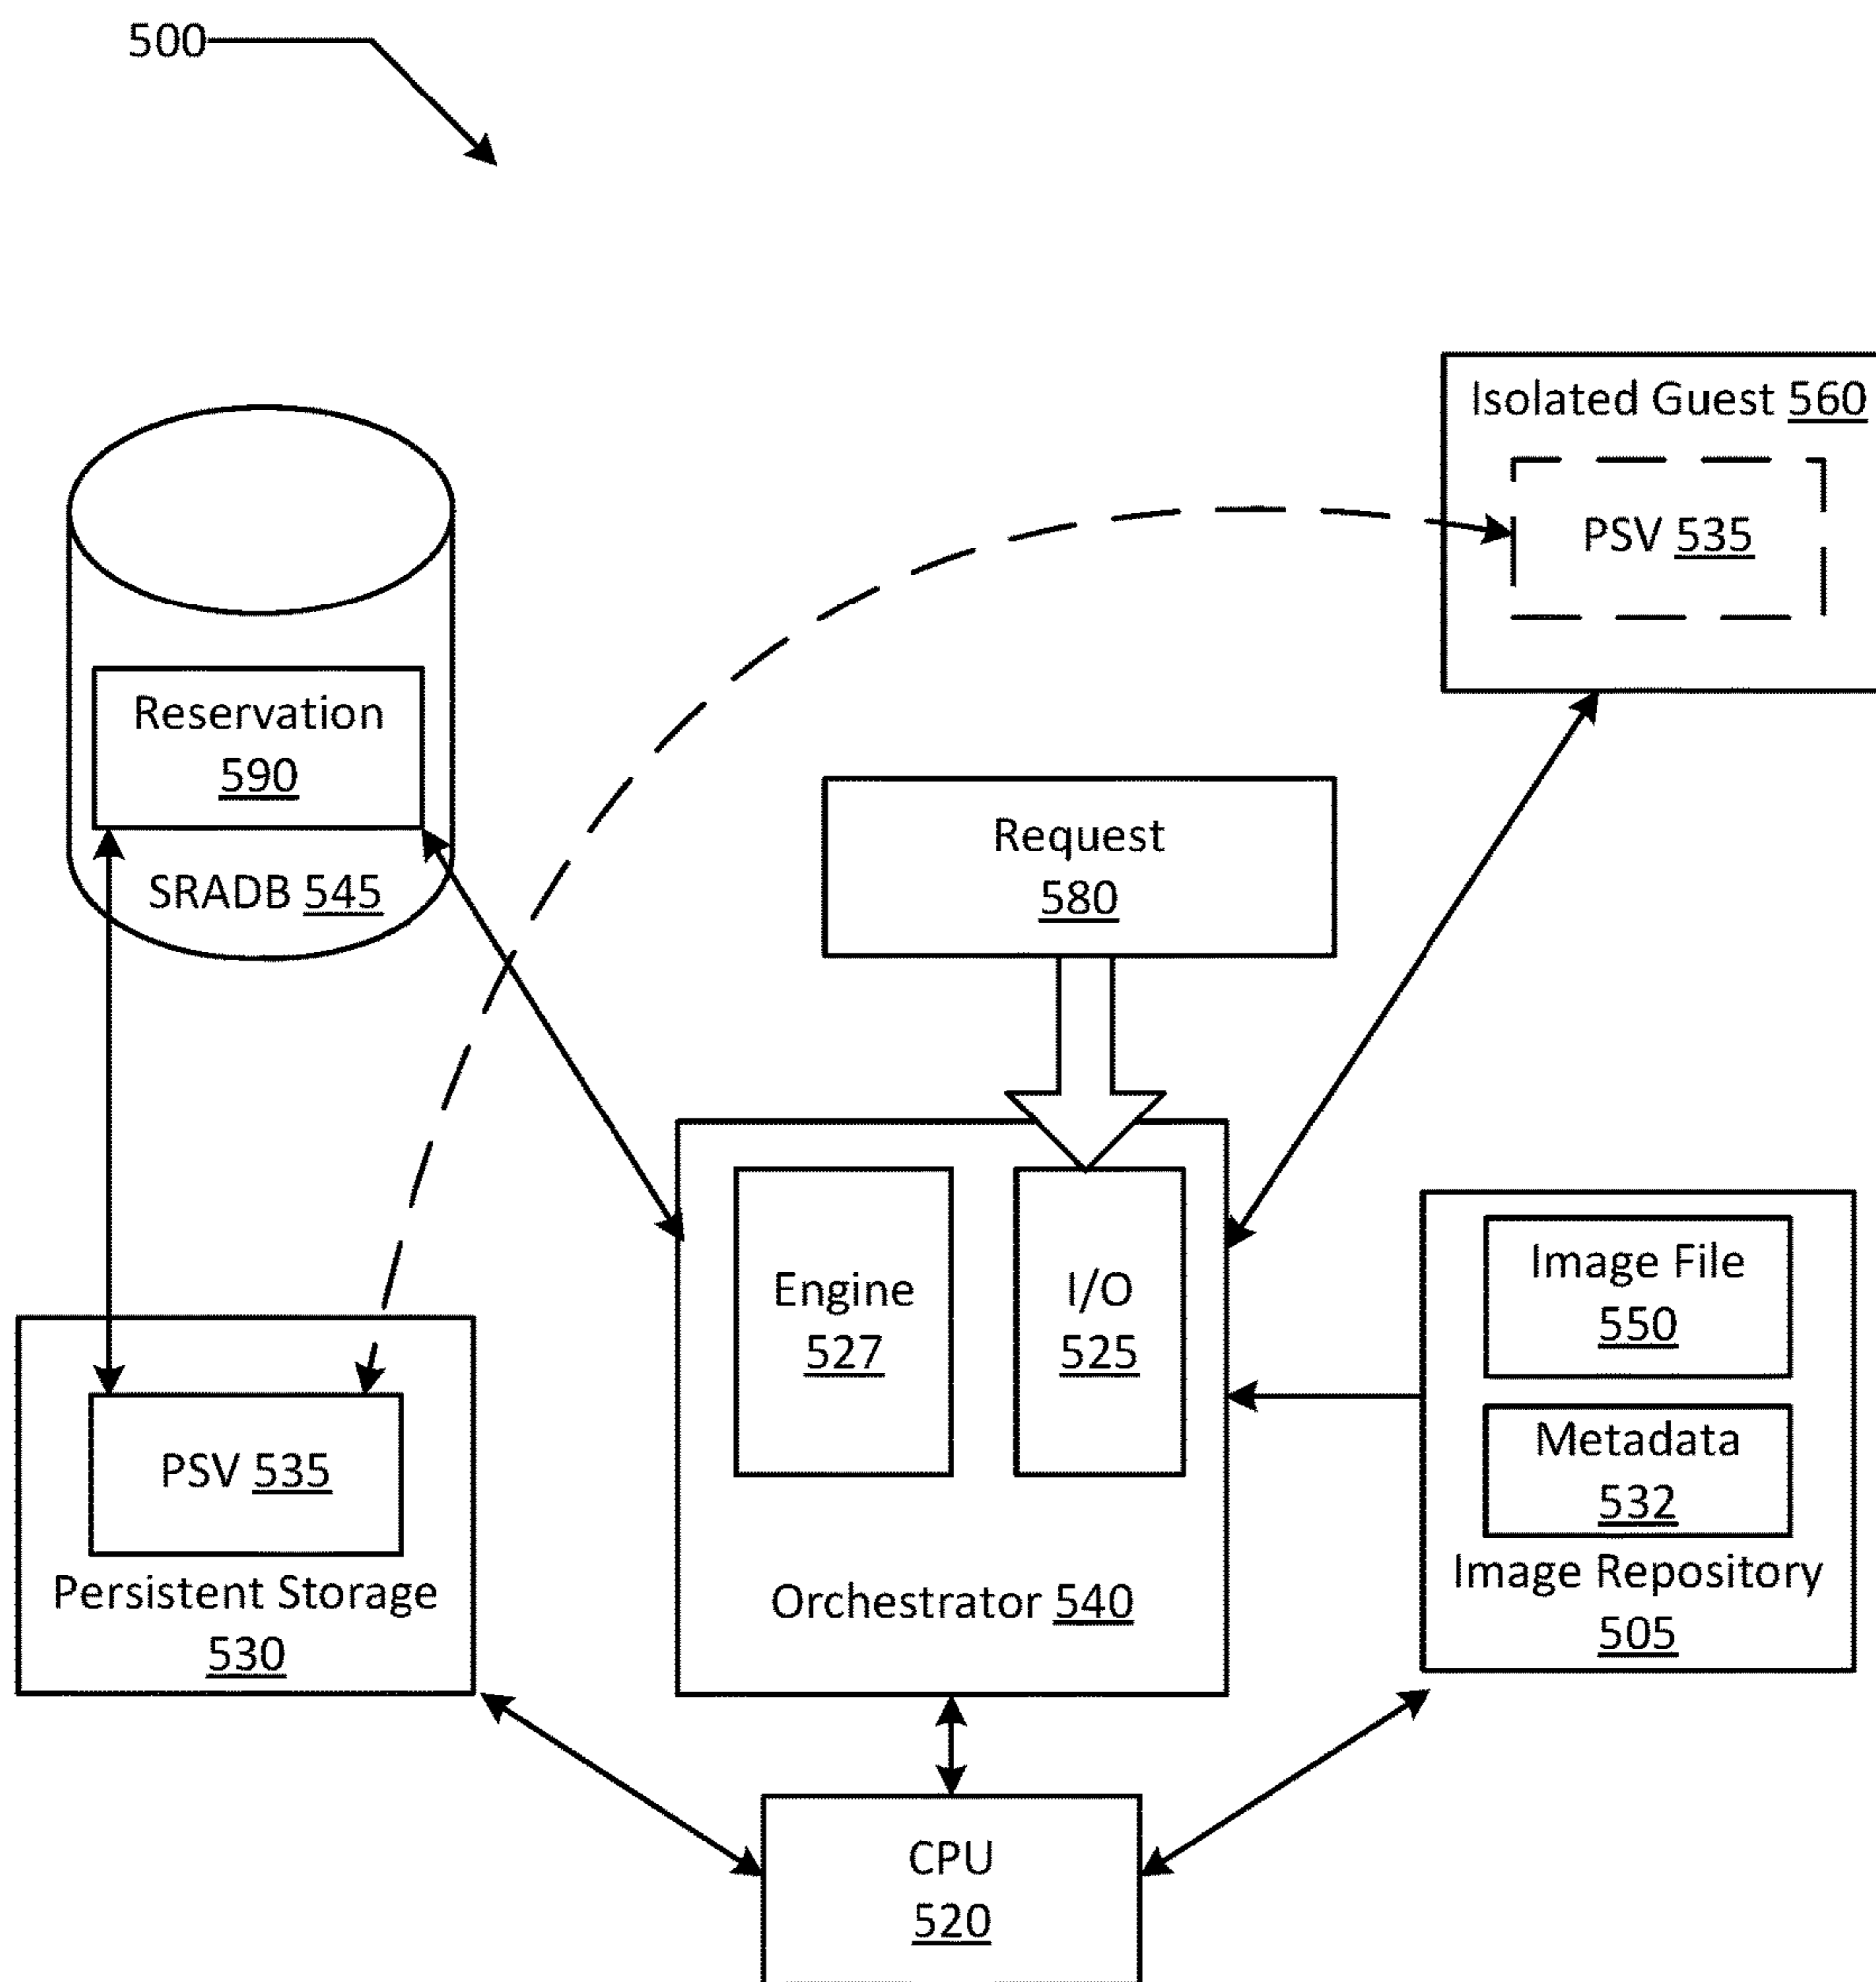 500
Isolated Guest 560
PSV 535
Reservation
590
SRADB 545
Request
580
Engine
527
I/O
525
Orchestrator 540
Image File
550
Metadata
532
Image Repository
505
PSV 535
Persistent Storage
530
CPU
520